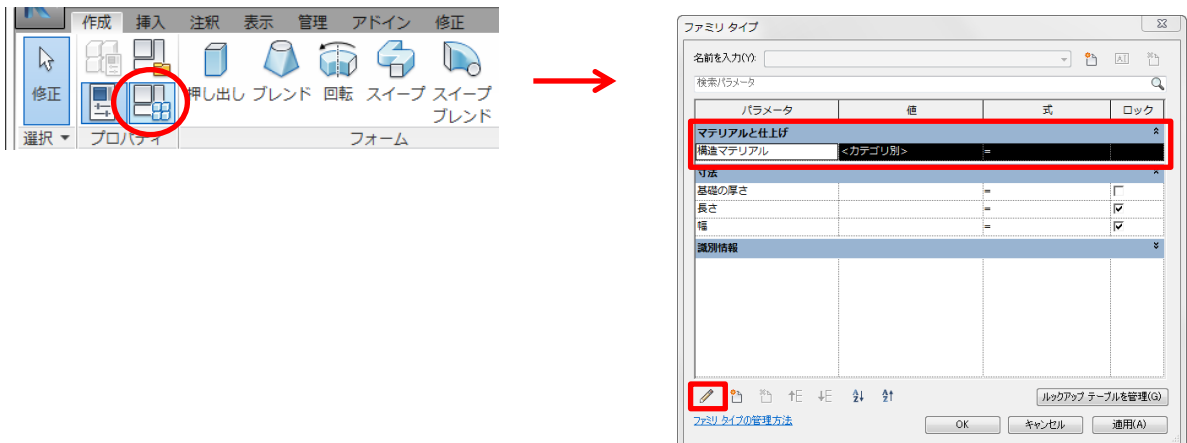 作成 挿入 注釈 表示 管理 アドイン 修正
修正
押し出し ブレンド 回転 スイープ スイープ
ブレンド
選択 プロパティ フォーム
ファミリ タイプ
名前を入力(Y):
検索パラメータ
パラメータ 値 式 ロック
マテリアルと仕上げ
構造マテリアル <カテゴリ別> =
寸法
基礎の厚さ =
長さ =
幅 =
識別情報
ルックアップ テーブルを管理(G)
ファミリ タイプの管理方法
OK キャンセル 適用(A)